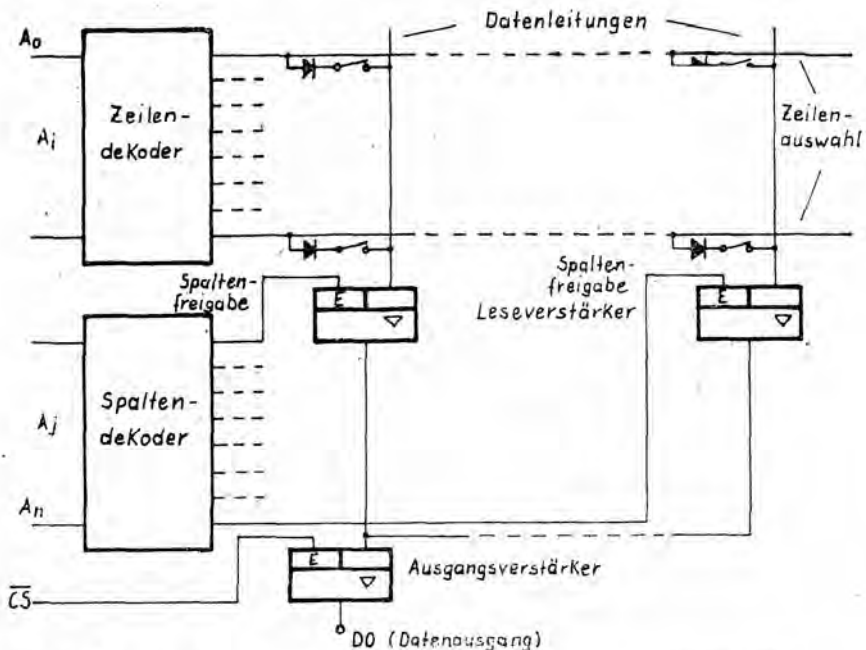 Datenleitungen
A₀
Zeilen-
dekoder
Aᵢ
Zeilen-
auswahl
Spalten-
freigabe
E
▽
Spalten-
freigabe
Leseverstärker
E
▽
Aⱼ
Spalten-
dekoder
Aₙ
E
▽
Ausgangsverstärker
C̅S̅
DO (Datenausgang)